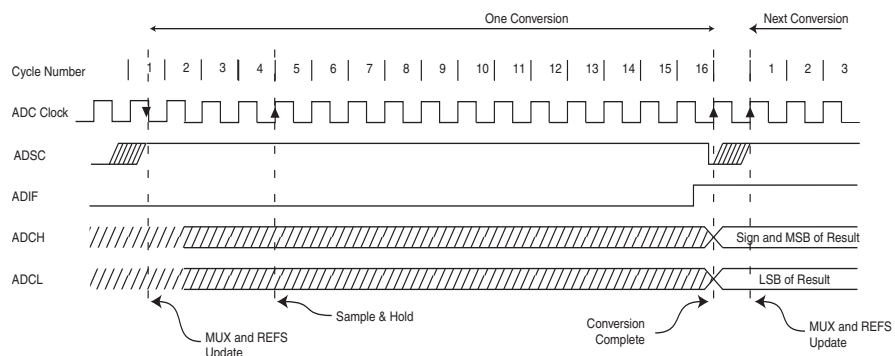 One Conversion
Next Conversion
Cycle Number 1 2 3 4 5 6 7 8 9 10 11 12 13 14 15 16 1 2 3
ADC Clock
ADSC
ADIF
ADCH Sign and MSB of Result
ADCL LSB of Result
MUX and REFS
Update
Sample & Hold
Conversion
Complete
MUX and REFS
Update